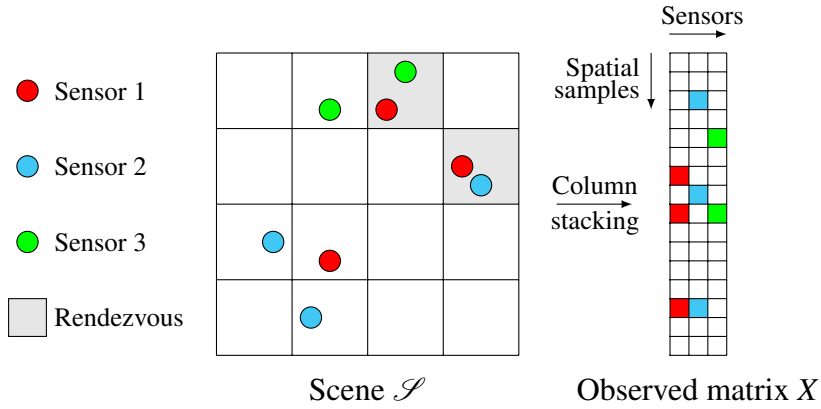 Sensors
Spatial
samples
Sensor 1
Sensor 2
Column
stacking
Sensor 3
Rendezvous
Scene 𝒮
Observed matrix X